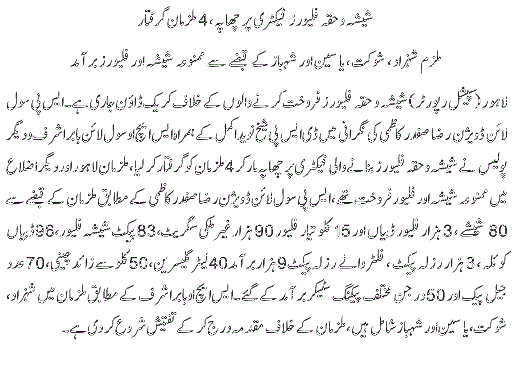 شیشہ و حقہ فلیورز فیکٹری پر چھاپہ، 4 ملزمان گرفتار
ملزم شہزاد، شوکت، یاسین اور شہباز کے قبضے سے ممنوعہ شیشہ اور فلیورز برآمد
لاہور (سپیشل رپورٹر) شیشہ و حقہ فلیورز فروخت کرنے والوں کے خلاف کریک ڈاؤن جاری ہے۔ ایس پی سول
لائن ڈویژن رضا صفدر کاظمی کی نگرانی میں ڈی ایس پی شیخ نوید اکمل کے ہمراہ ایس ایچ او سول لائن بابر اشرف و دیگر
پولیس نے شیشہ و حقہ فلیورز بنانے والی فیکٹری پر چھاپہ مار کر 4 ملزمان کو گرفتار کر لیا، ملزمان لاہور اور دیگر اضلاع
میں ممنوعہ شیشہ اور فلیورز فروخت تھے، ایس پی سول لائن ڈویژن رضا صفدر کاظمی کے مطابق ملزمان کے قبضے سے
80 شیشے، 3 ہزار فلیور ڈبیاں اور 15 کلو تیار فلیور 90 ہزار غیر ملکی سگریٹ، 83 پیکٹ شیشہ فلیور، 96 ڈبیاں
کوئلہ، 3 ہزار رزلہ پیکٹ، فلٹر والے رزلہ پیکٹ 9 ہزار برآمد 40 لیٹر گلیسرین، 50 کلو سے زائد چینی، 70 عدد
جیل پیک اور 50 درجن مختلف پیکنگ سٹیکر برآمد کے گئے۔ ایس ایچ او بابر اشرف کے مطابق ملزمان میں شہزاد،
شوکت، یاسین اور شہباز شامل ہیں، ملزمان کے خلاف مقدمہ درج کر کے تفتیش شروع کر دی ہے۔